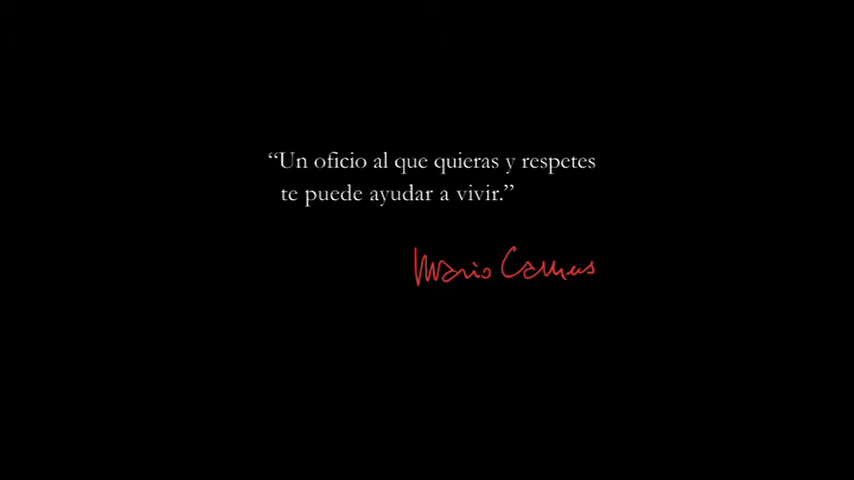 “Un oficio al que quieras y respetes
te puede ayudar a vivir.”
Mario Camus